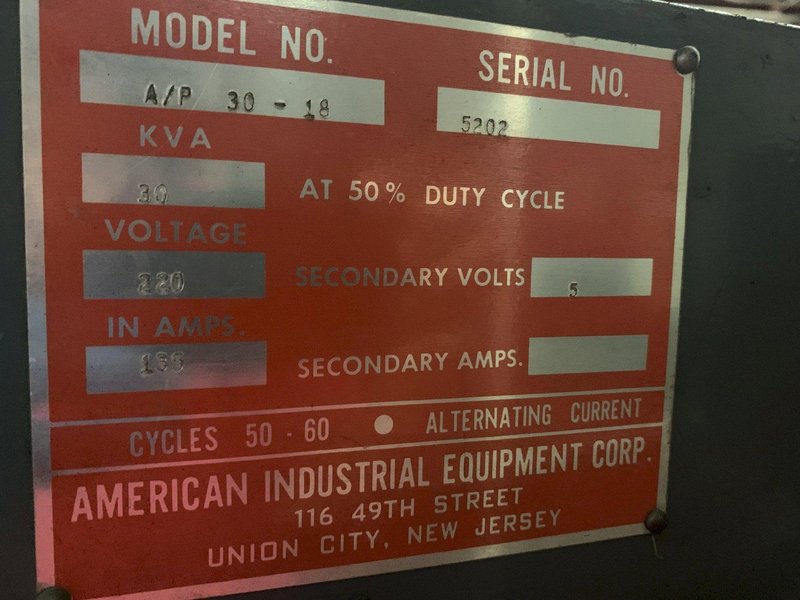 MODEL NO.
SERIAL NO.
A/P 30 - 18
5202
KVA
30
AT 50% DUTY CYCLE
VOLTAGE
220
SECONDARY VOLTS
5
IN AMPS.
135
SECONDARY AMPS.
CYCLES 50 - 60 ● ALTERNATING CURRENT
AMERICAN INDUSTRIAL EQUIPMENT CORP.
116 49TH STREET
UNION CITY, NEW JERSEY